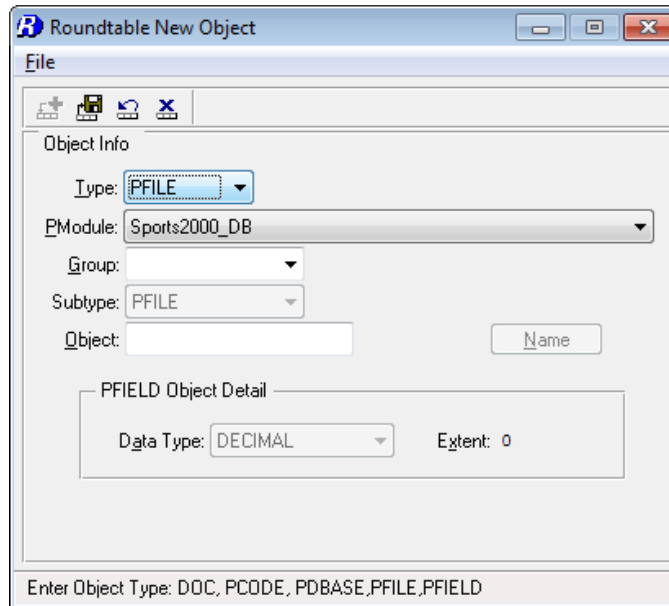 Roundtable New Object
File
Object Info
Type: PFILE
PModule: Sports2000_DB
Group:
Subtype: PFILE
Object:
Name
PFIELD Object Detail
Data Type: DECIMAL Extent: 0
Enter Object Type: DOC, PCODE, PDBASE,PFILE,PFIELD